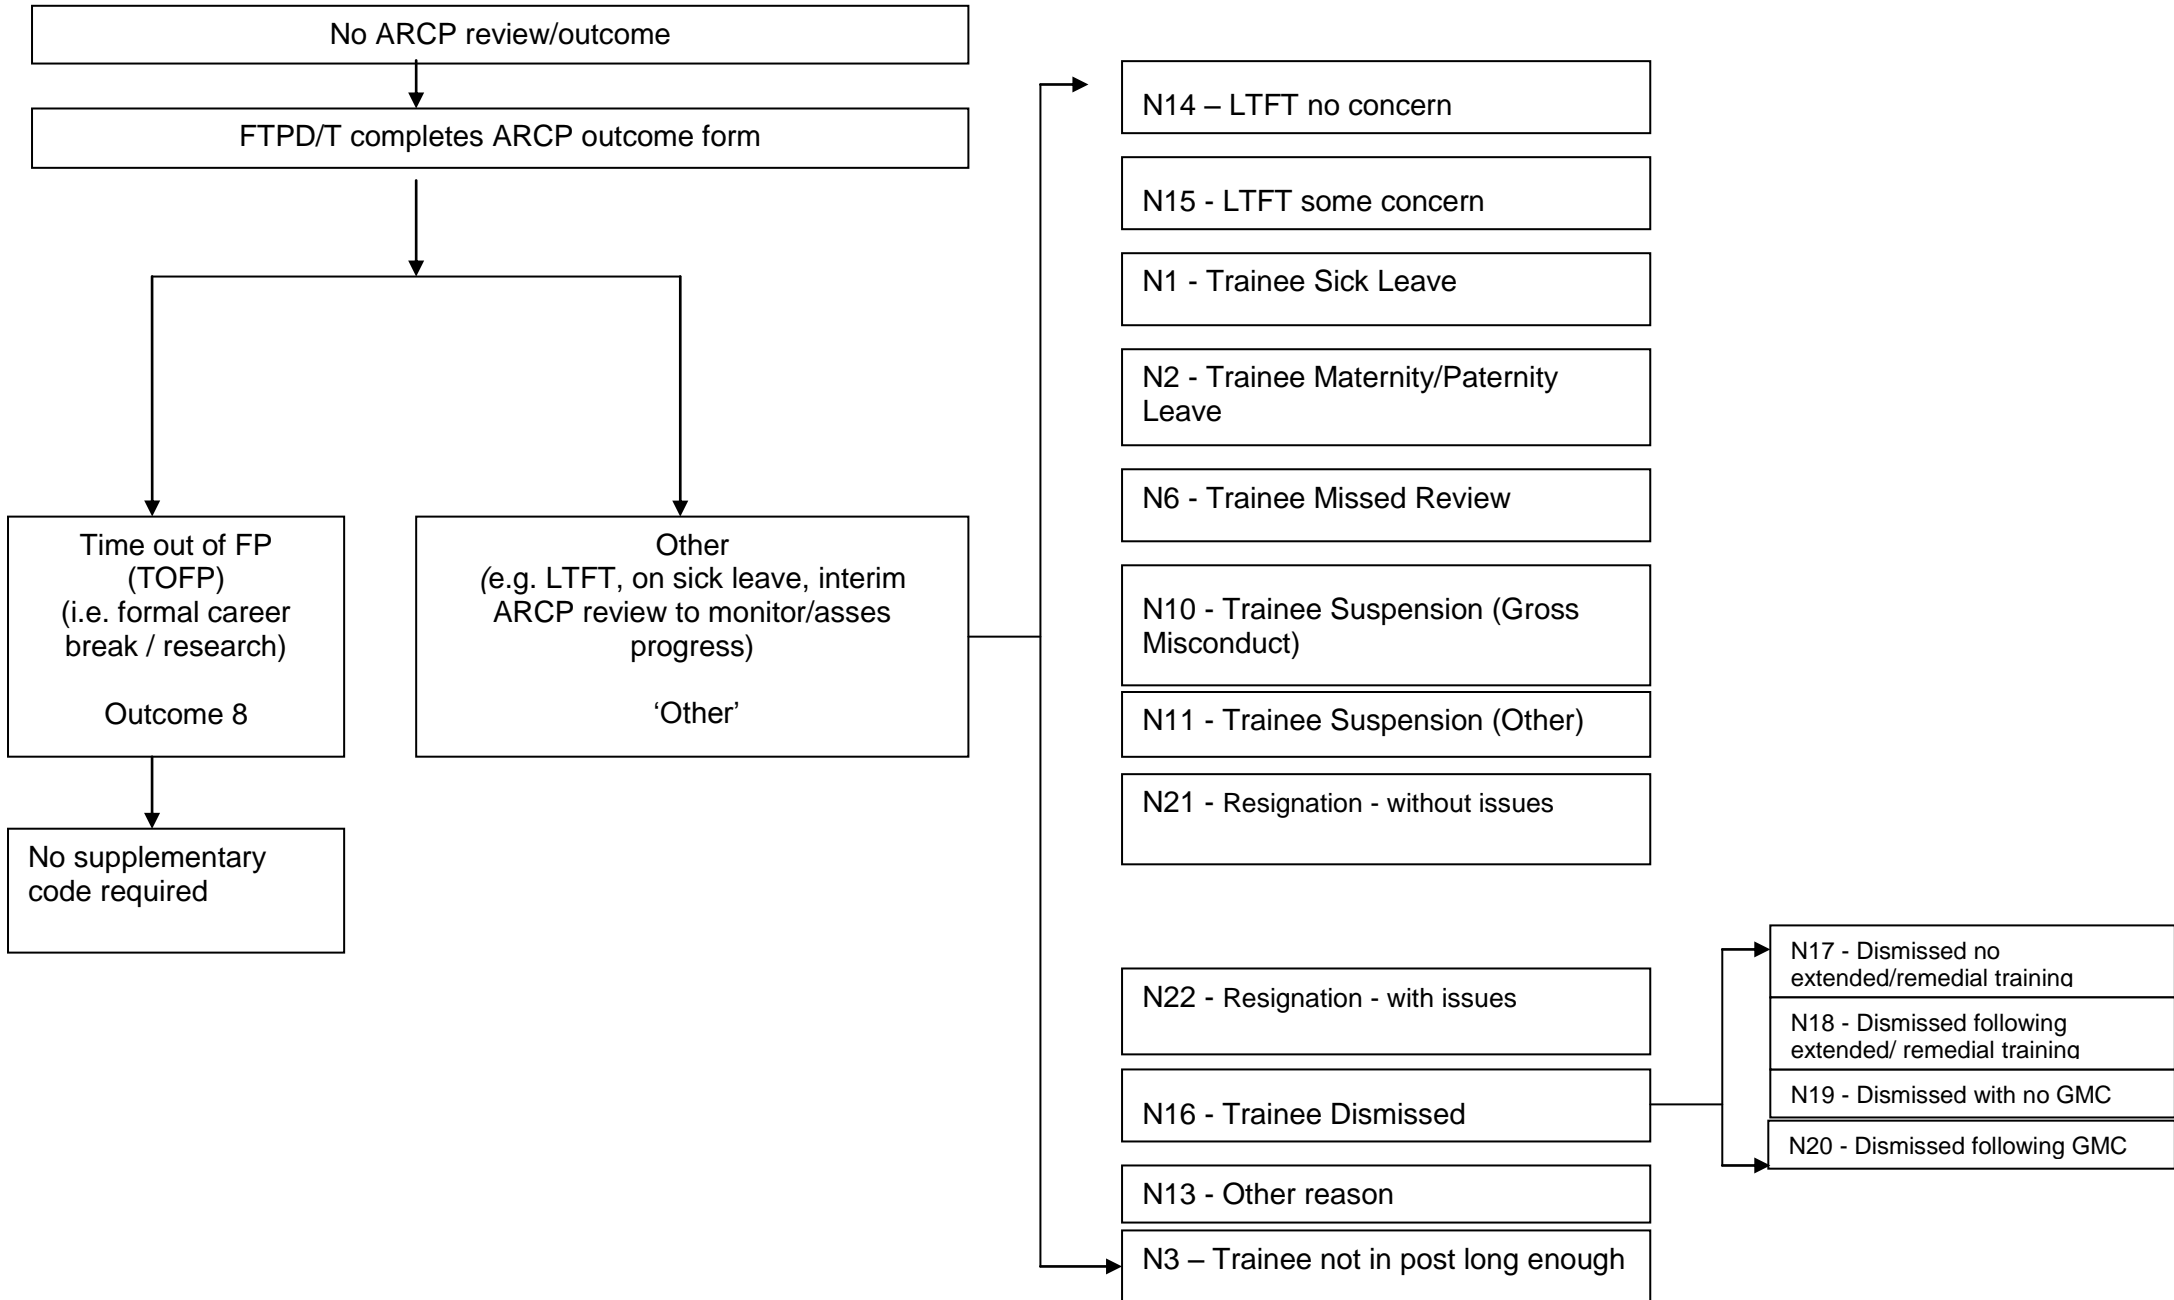 No ARCP review/outcome
FTPD/T completes ARCP outcome form
Time out of FP
(TOFP)
(i.e. formal career
break / research)
Outcome 8
No supplementary
code required
Other
(e.g. LTFT, on sick leave, interim
ARCP review to monitor/asses
progress)
‘Other’
N14 – LTFT no concern
N15 - LTFT some concern
N1 - Trainee Sick Leave
N2 - Trainee Maternity/Paternity
Leave
N6 - Trainee Missed Review
N10 - Trainee Suspension (Gross
Misconduct)
N11 - Trainee Suspension (Other)
N21 - Resignation - without issues
N22 - Resignation - with issues
N16 - Trainee Dismissed
N13 - Other reason
N3 – Trainee not in post long enough
N17 - Dismissed no
extended/remedial training
N18 - Dismissed following
extended/ remedial training
N19 - Dismissed with no GMC
N20 - Dismissed following GMC